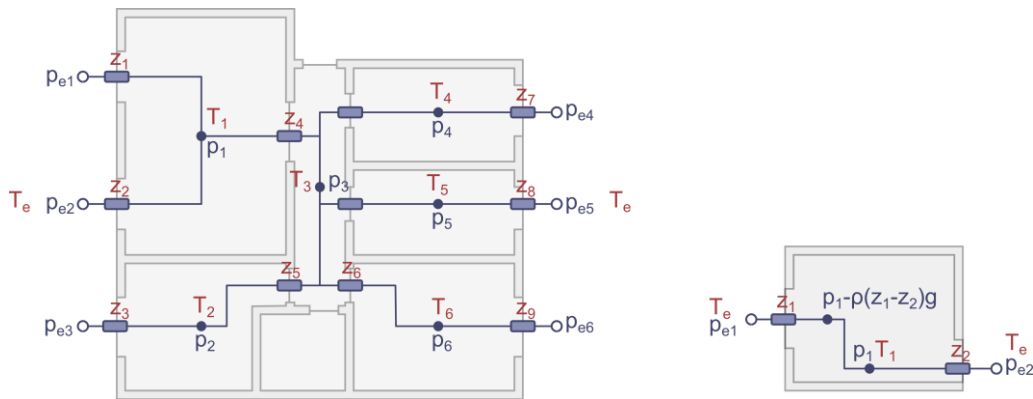 z₁
pₑ₁
T₁
p₁
z₄
T₄
p₄
z₇
pₑ₄
T₃
p₃
z₂
Tₑ
pₑ₂
T₅
p₅
z₈
pₑ₅
Tₑ
z₅
z₆
z₃
pₑ₃
T₂
p₂
T₆
p₆
z₉
pₑ₆
Tₑ
pₑ₁
z₁
p₁-ρ(z₁-z₂)g
p₁ T₁
z₂
Tₑ
pₑ₂